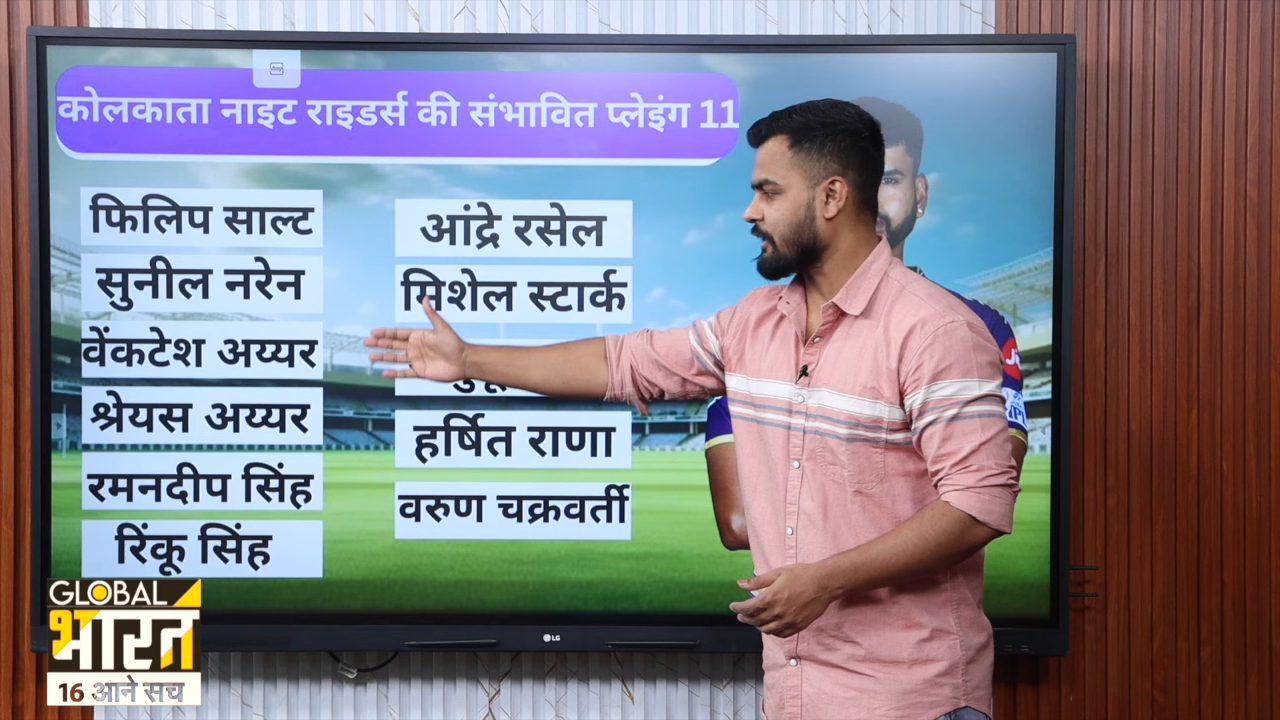 कोलकाता नाइट राइडर्स की संभावित प्लेइंग 11
फिलिप साल्ट
सुनील नरेन
वेंकटेश अय्यर
श्रेयस अय्यर
रमनदीप सिंह
रिंकू सिंह
आंद्रे रसेल
मिशेल स्टार्क
हर्षित राणा
वरुण चक्रवर्ती
IPL
LG
GLOBAL
भारत
16 आने सच